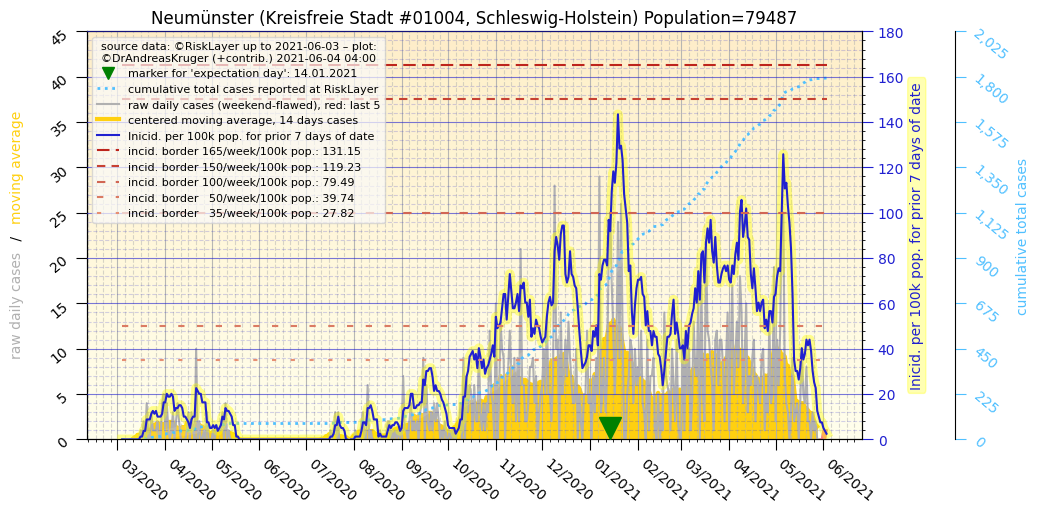 Neumünster (Kreisfreie Stadt #01004, Schleswig-Holstein) Population=79487
source data: ©RiskLayer up to 2021-06-03 – plot:
©DrAndreasKruger (+contrib.) 2021-06-04 04:00
marker for 'expectation day': 14.01.2021
cumulative total cases reported at RiskLayer
raw daily cases (weekend-flawed), red: last 5
centered moving average, 14 days cases
Inicid. per 100k pop. for prior 7 days of date
incid. border 165/week/100k pop.: 131.15
incid. border 150/week/100k pop.: 119.23
incid. border 100/week/100k pop.: 79.49
incid. border 50/week/100k pop.: 39.74
incid. border 35/week/100k pop.: 27.82
raw daily cases / moving average
45
40
35
30
25
20
15
10
5
0
03/2020
04/2020
05/2020
06/2020
07/2020
08/2020
09/2020
10/2020
11/2020
12/2020
01/2021
02/2021
03/2021
04/2021
05/2021
06/2021
180
160
140
120
100
80
60
40
20
0
Inicid. per 100k pop. for prior 7 days of date
2,025
1,800
1,575
1,350
1,125
900
675
450
225
0
cumulative total cases